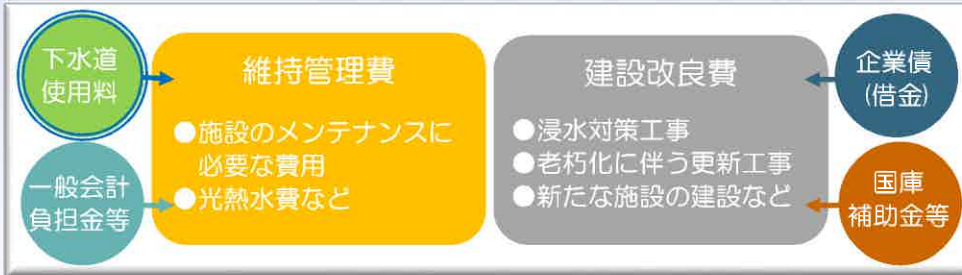 下水道
使用料
一般会計
負担金等
維持管理費
●施設のメンテナンスに
必要な費用
●光熱水費など
建設改良費
●浸水対策工事
●老朽化に伴う更新工事
●新たな施設の建設など
企業債
(借金)
国庫
補助金等